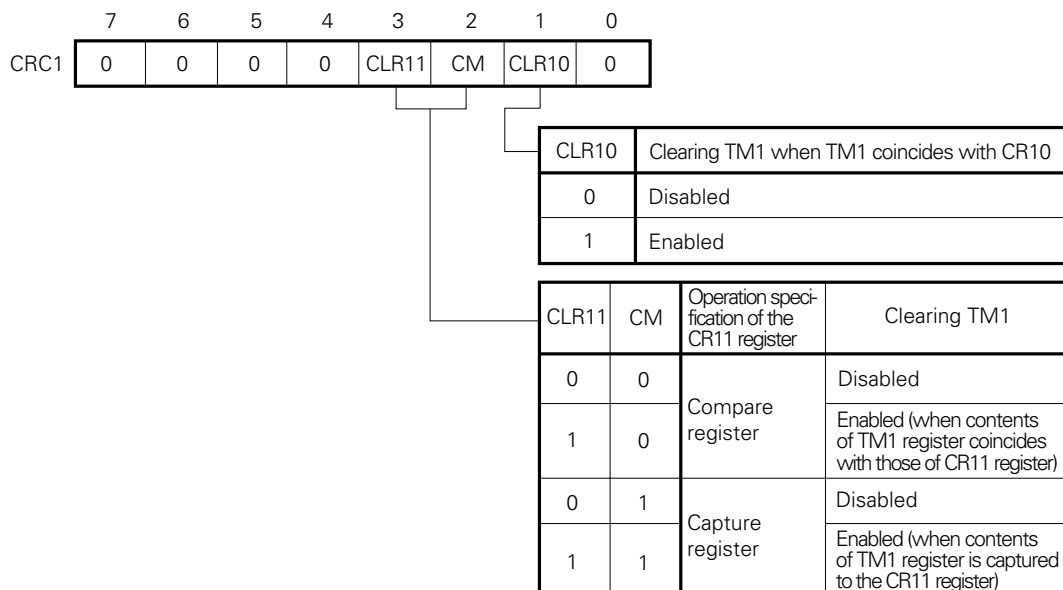 7 6 5 4 3 2 1 0
CRC1 0 0 0 0 CLR11 CM CLR10 0
CLR10 Clearing TM1 when TM1 coincides with CR10
0 Disabled
1 Enabled
CLR11 CM Operation speci-
fication of the
CR11 register
Clearing TM1
0 0 Compare
register
Disabled
1 0 Enabled (when contents
of TM1 register coincides
with those of CR11 register)
0 1 Capture
register
Disabled
1 1 Enabled (when contents
of TM1 register is captured
to the CR11 register)